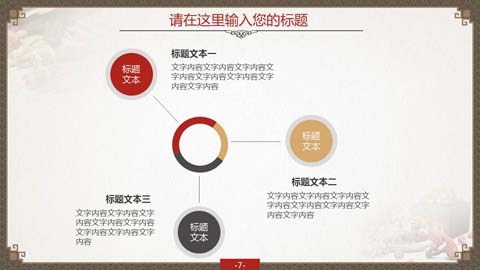 请在这里输入您的标题
标题
文本
标题文本一
文字内容文字内容文字内容文
字内容文字内容文字内容文字
内容文字内容
标题
文本
标题文本二
文字内容文字内容文字内容文
字内容文字内容文字内容文字
内容文字内容
标题文本三
文字内容文字内容文字
内容文字内容文字内容
文字内容文字内容文字
内容
标题
文本
-7-